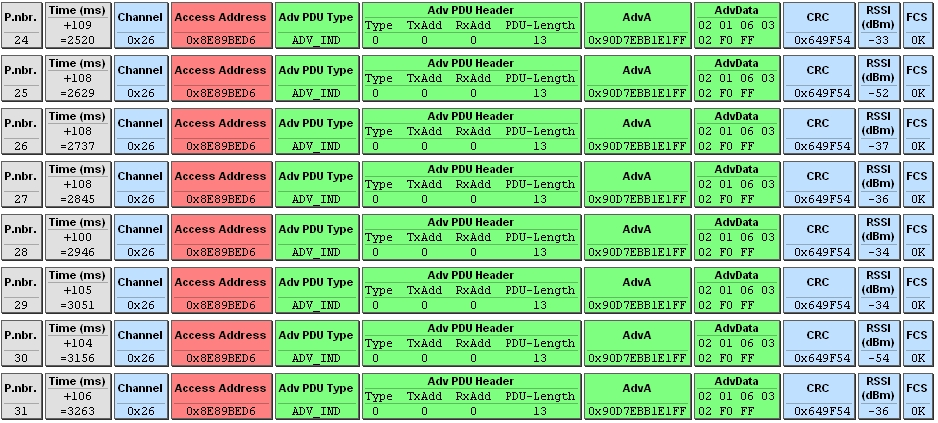 P.nbr. Time (ms) Channel Access Address Adv PDU Type Adv PDU Header AdvA AdvData CRC RSSI (dBm) FCS
+109 Type TxAdd RxAdd PDU-Length 02 01 06 03
24 =2520 0x26 0x8E89BED6 ADV_IND 0 0 0 13 0x90D7EBB1E1FF 02 F0 FF 0x649F54 -33 OK
P.nbr. Time (ms) Channel Access Address Adv PDU Type Adv PDU Header AdvA AdvData CRC RSSI (dBm) FCS
+108 Type TxAdd RxAdd PDU-Length 02 01 06 03
25 =2629 0x26 0x8E89BED6 ADV_IND 0 0 0 13 0x90D7EBB1E1FF 02 F0 FF 0x649F54 -52 OK
P.nbr. Time (ms) Channel Access Address Adv PDU Type Adv PDU Header AdvA AdvData CRC RSSI (dBm) FCS
+108 Type TxAdd RxAdd PDU-Length 02 01 06 03
26 =2737 0x26 0x8E89BED6 ADV_IND 0 0 0 13 0x90D7EBB1E1FF 02 F0 FF 0x649F54 -37 OK
P.nbr. Time (ms) Channel Access Address Adv PDU Type Adv PDU Header AdvA AdvData CRC RSSI (dBm) FCS
+108 Type TxAdd RxAdd PDU-Length 02 01 06 03
27 =2845 0x26 0x8E89BED6 ADV_IND 0 0 0 13 0x90D7EBB1E1FF 02 F0 FF 0x649F54 -36 OK
P.nbr. Time (ms) Channel Access Address Adv PDU Type Adv PDU Header AdvA AdvData CRC RSSI (dBm) FCS
+100 Type TxAdd RxAdd PDU-Length 02 01 06 03
28 =2946 0x26 0x8E89BED6 ADV_IND 0 0 0 13 0x90D7EBB1E1FF 02 F0 FF 0x649F54 -34 OK
P.nbr. Time (ms) Channel Access Address Adv PDU Type Adv PDU Header AdvA AdvData CRC RSSI (dBm) FCS
+105 Type TxAdd RxAdd PDU-Length 02 01 06 03
29 =3051 0x26 0x8E89BED6 ADV_IND 0 0 0 13 0x90D7EBB1E1FF 02 F0 FF 0x649F54 -34 OK
P.nbr. Time (ms) Channel Access Address Adv PDU Type Adv PDU Header AdvA AdvData CRC RSSI (dBm) FCS
+104 Type TxAdd RxAdd PDU-Length 02 01 06 03
30 =3156 0x26 0x8E89BED6 ADV_IND 0 0 0 13 0x90D7EBB1E1FF 02 F0 FF 0x649F54 -54 OK
P.nbr. Time (ms) Channel Access Address Adv PDU Type Adv PDU Header AdvA AdvData CRC RSSI (dBm) FCS
+106 Type TxAdd RxAdd PDU-Length 02 01 06 03
31 =3263 0x26 0x8E89BED6 ADV_IND 0 0 0 13 0x90D7EBB1E1FF 02 F0 FF 0x649F54 -36 OK